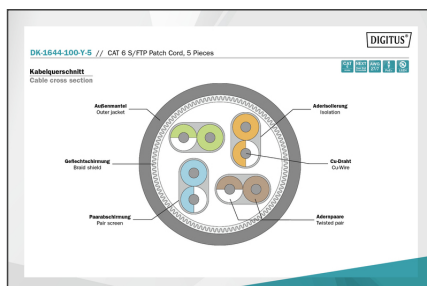 DIGITUS®
DK-1644-100-Y-5 // CAT 6 S/FTP Patch Cord, 5 Pieces
Kabelquerschnitt
Cable cross section
Außenmantel
Outer jacket
Aderisolierung
Isolation
Geflechtschirmung
Braid shield
Cu-Draht
Cu-Wire
Paarabschirmung
Pair screen
Adernpaare
Twisted pair